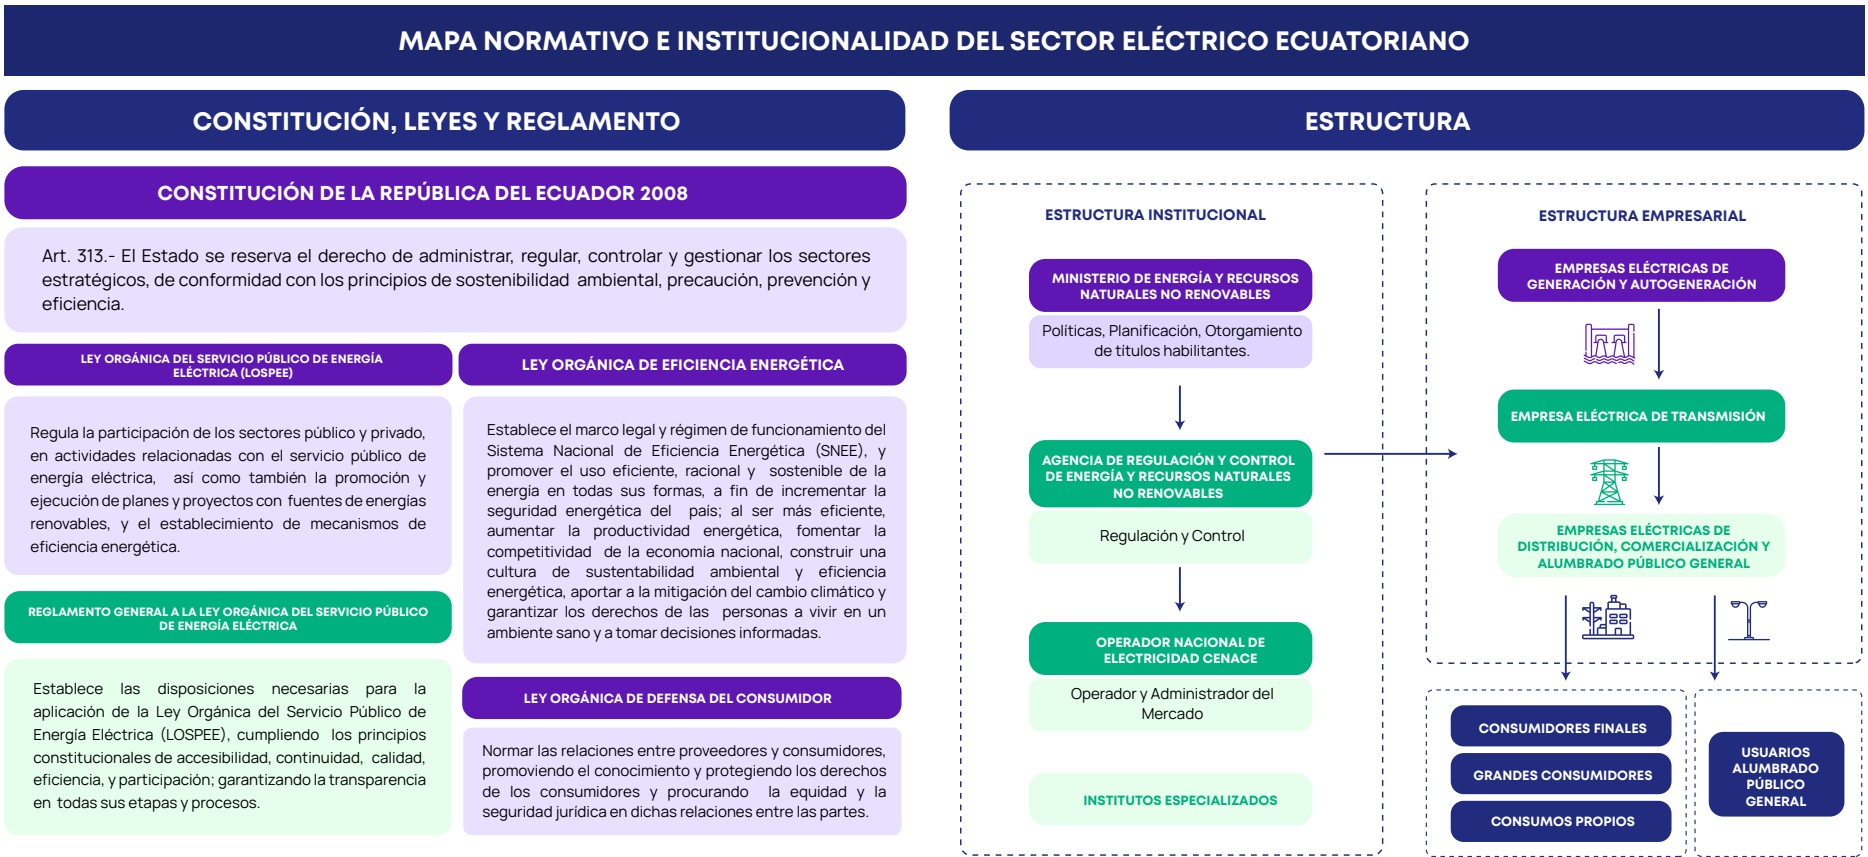 MAPA NORMATIVO E INSTITUCIONALIDAD DEL SECTOR ELÉCTRICO ECUATORIANO
CONSTITUCIÓN, LEYES Y REGLAMENTO
CONSTITUCIÓN DE LA REPÚBLICA DEL ECUADOR 2008
Art. 313.- El Estado se reserva el derecho de administrar, regular, controlar y gestionar los sectores
estratégicos, de conformidad con los principios de sostenibilidad ambiental, precaución, prevención y
eficiencia.
LEY ORGÁNICA DEL SERVICIO PÚBLICO DE ENERGÍA
ELÉCTRICA (LOSPEE)
Regula la participación de los sectores público y privado,
en actividades relacionadas con el servicio público de
energía eléctrica, así como también la promoción y
ejecución de planes y proyectos con fuentes de energías
renovables, y el establecimiento de mecanismos de
eficiencia energética.
REGLAMENTO GENERAL A LA LEY ORGÁNICA DEL SERVICIO PÚBLICO
DE ENERGÍA ELÉCTRICA
Establece las disposiciones necesarias para la
aplicación de la Ley Orgánica del Servicio Público de
Energía Eléctrica (LOSPEE), cumpliendo los principios
constitucionales de accesibilidad, continuidad, calidad,
eficiencia, y participación; garantizando la transparencia
en todas sus etapas y procesos.
LEY ORGÁNICA DE EFICIENCIA ENERGÉTICA
Establece el marco legal y régimen de funcionamiento del
Sistema Nacional de Eficiencia Energética (SNEE), y
promover el uso eficiente, racional y sostenible de la
energía en todas sus formas, a fin de incrementar la
seguridad energética del país; al ser más eficiente,
aumentar la productividad energética, fomentar la
competitividad de la economía nacional, construir una
cultura de sustentabilidad ambiental y eficiencia
energética, aportar a la mitigación del cambio climático y
garantizar los derechos de las personas a vivir en un
ambiente sano y a tomar decisiones informadas.
LEY ORGÁNICA DE DEFENSA DEL CONSUMIDOR
Normar las relaciones entre proveedores y consumidores,
promoviendo el conocimiento y protegiendo los derechos
de los consumidores y procurando la equidad y la
seguridad jurídica en dichas relaciones entre las partes.
ESTRUCTURA
ESTRUCTURA INSTITUCIONAL
MINISTERIO DE ENERGÍA Y RECURSOS
NATURALES NO RENOVABLES
Políticas, Planificación, Otorgamiento
de títulos habilitantes.
AGENCIA DE REGULACIÓN Y CONTROL
DE ENERGÍA Y RECURSOS NATURALES
NO RENOVABLES
Regulación y Control
OPERADOR NACIONAL DE
ELECTRICIDAD CENACE
Operador y Administrador del
Mercado
INSTITUTOS ESPECIALIZADOS
ESTRUCTURA EMPRESARIAL
EMPRESAS ELÉCTRICAS DE
GENERACIÓN Y AUTOGENERACIÓN
EMPRESA ELÉCTRICA DE TRANSMISIÓN
EMPRESAS ELÉCTRICAS DE
DISTRIBUCIÓN, COMERCIALIZACIÓN Y
ALUMBRADO PÚBLICO GENERAL
CONSUMIDORES FINALES
GRANDES CONSUMIDORES
CONSUMOS PROPIOS
USUARIOS
ALUMBRADO
PÚBLICO
GENERAL